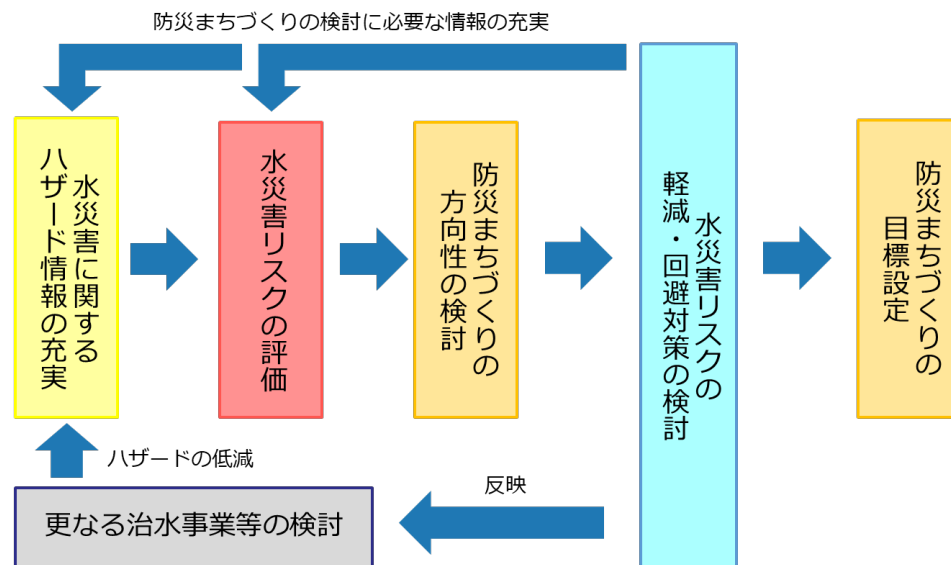 防災まちづくりの検討に必要な情報の充実
水災害に関する
ハザード情報の充実
水災害リスクの評価
防災まちづくりの
方向性の検討
水災害リスクの
軽減・回避対策の検討
防災まちづくりの
目標設定
ハザードの低減
反映
更なる治水事業等の検討